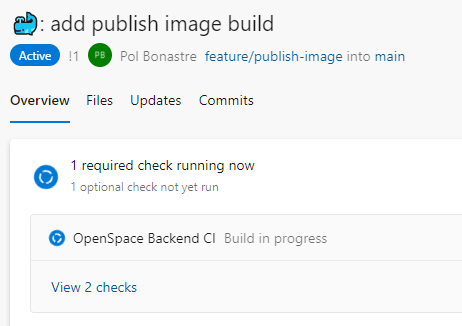 🐳: add publish image build
Active !1 PB Pol Bonastre feature/publish-image into main
Overview Files Updates Commits
1 required check running now
1 optional check not yet run
OpenSpace Backend CI Build in progress
View 2 checks